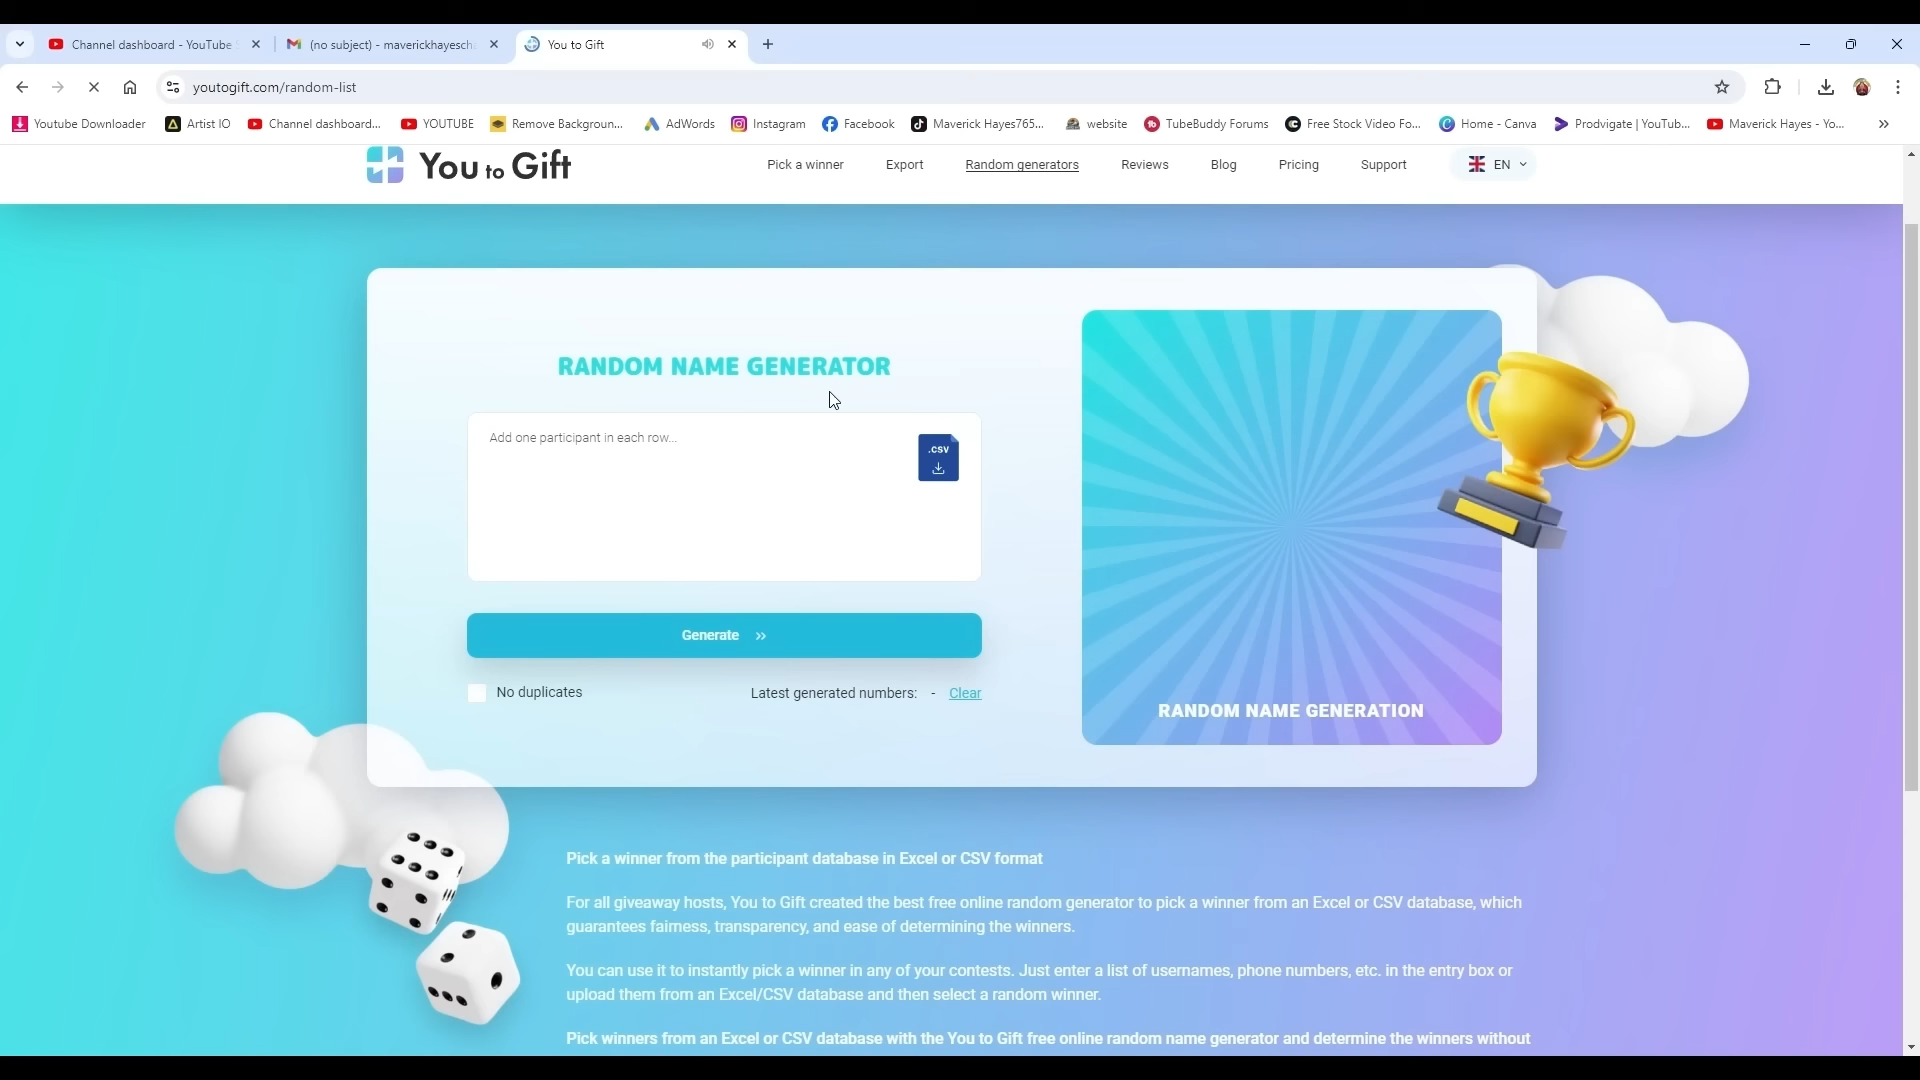 Channel dashboard - YouTube
(no subject) - maverickhayesch
You to Gift
youtogift.com/random-list
Youtube Downloader
Artist IO
Channel dashboard...
YOUTUBE
Remove Backgroun...
AdWords
Instagram
Facebook
Maverick Hayes765...
website
TubeBuddy Forums
Free Stock Video Fo...
Home - Canva
Prodvigate | YouTub...
Maverick Hayes - Yo...
You to Gift
Pick a winner
Export
Random generators
Reviews
Blog
Pricing
Support
EN
RANDOM NAME GENERATOR
Add one participant in each row...
.csv
Generate
No duplicates
Latest generated numbers: - Clear
RANDOM NAME GENERATION
Pick a winner from the participant database in Excel or CSV format
For all giveaway hosts, You to Gift created the best free online random generator to pick a winner from an Excel or CSV database, which
guarantees fairness, transparency, and ease of determining the winners.
You can use it to instantly pick a winner in any of your contests. Just enter a list of usernames, phone numbers, etc. in the entry box or
upload them from an Excel/CSV database and then select a random winner.
Pick winners from an Excel or CSV database with the You to Gift free online random name generator and determine the winners without